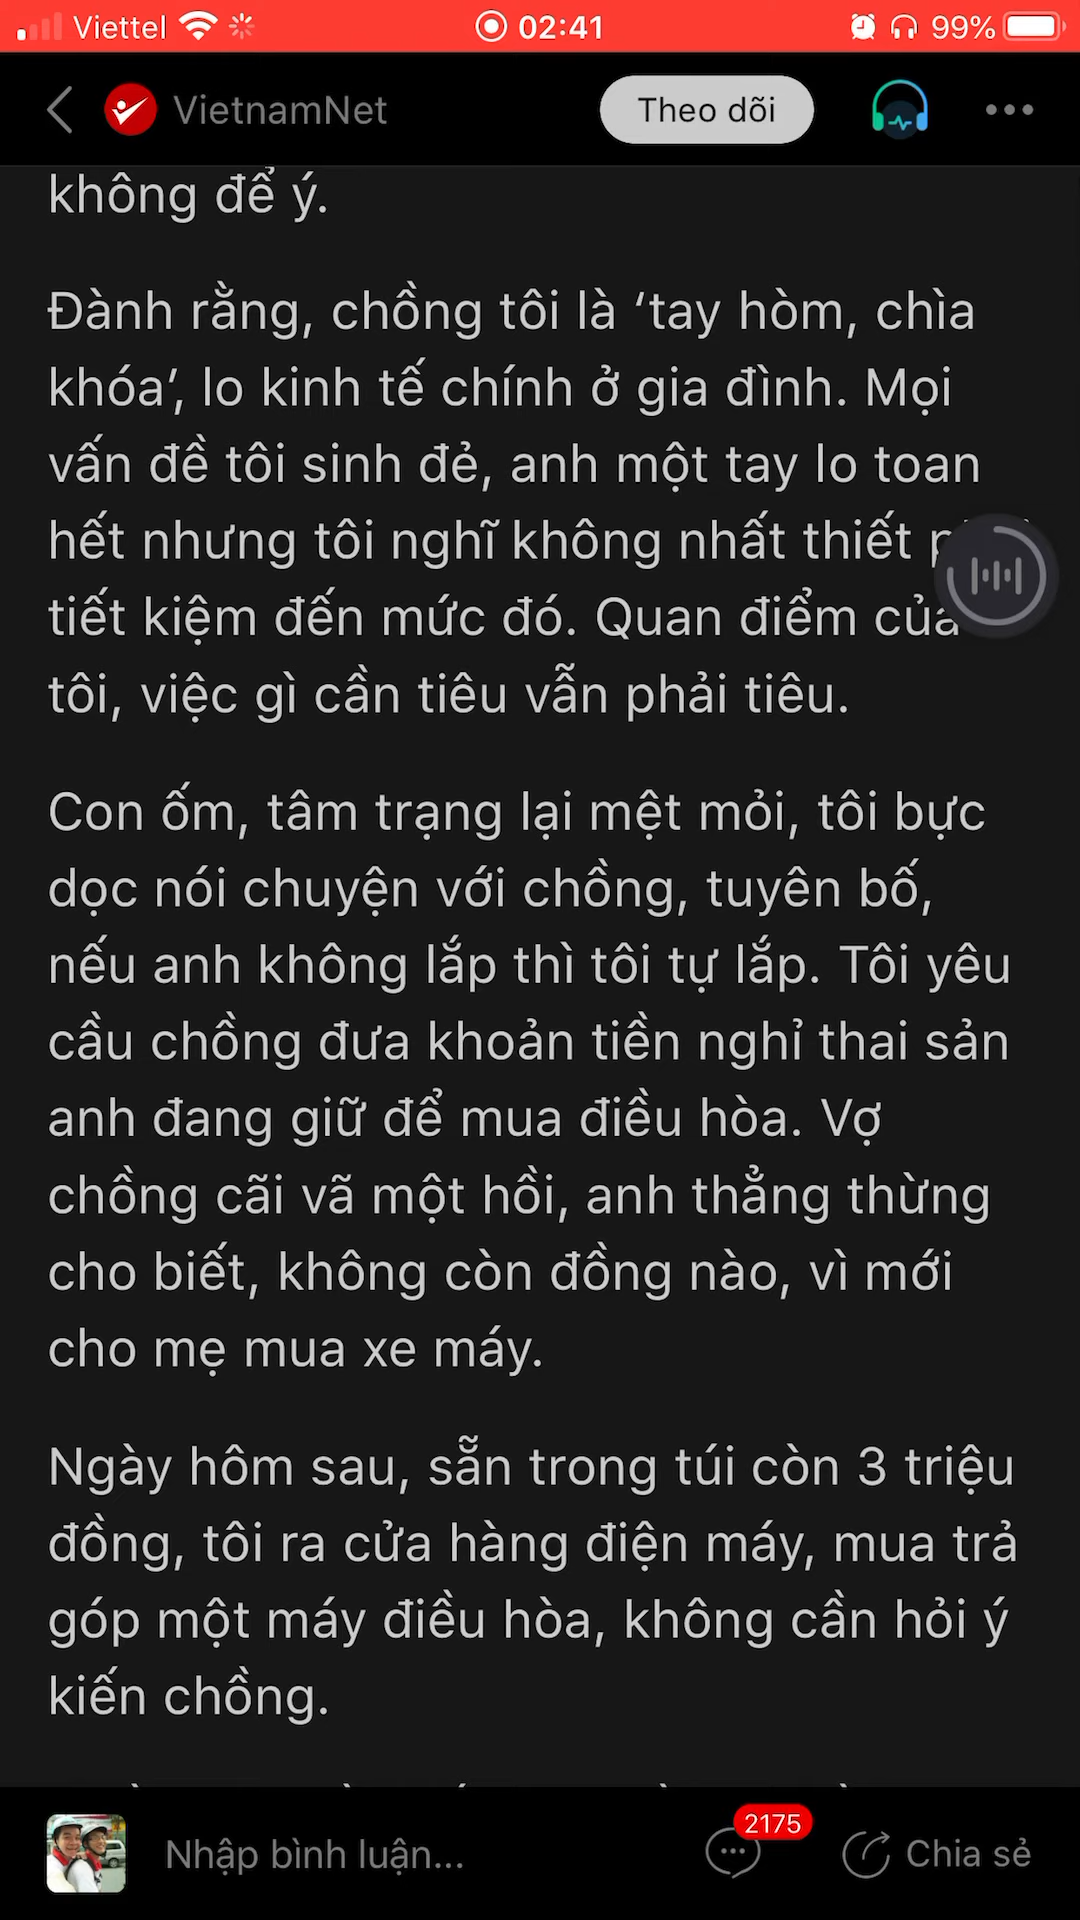 Viettel 02:41 99%
VietnamNet Theo dõi
không để ý.
Đành rằng, chồng tôi là ‘tay hòm, chìa
khóa’, lo kinh tế chính ở gia đình. Mọi
vấn đề tôi sinh đẻ, anh một tay lo toan
hết nhưng tôi nghĩ không nhất thiết
tiết kiệm đến mức đó. Quan điểm của
tôi, việc gì cần tiêu vẫn phải tiêu.
Con ốm, tâm trạng lại mệt mỏi, tôi bực
dọc nói chuyện với chồng, tuyên bố,
nếu anh không lắp thì tôi tự lắp. Tôi yêu
cầu chồng đưa khoản tiền nghỉ thai sản
anh đang giữ để mua điều hòa. Vợ
chồng cãi vã một hồi, anh thẳng thừng
cho biết, không còn đồng nào, vì mới
cho mẹ mua xe máy.
Ngày hôm sau, sẵn trong túi còn 3 triệu
đồng, tôi ra cửa hàng điện máy, mua trả
góp một máy điều hòa, không cần hỏi ý
kiến chồng.
Nhập bình luận... 2175 Chia sẻ